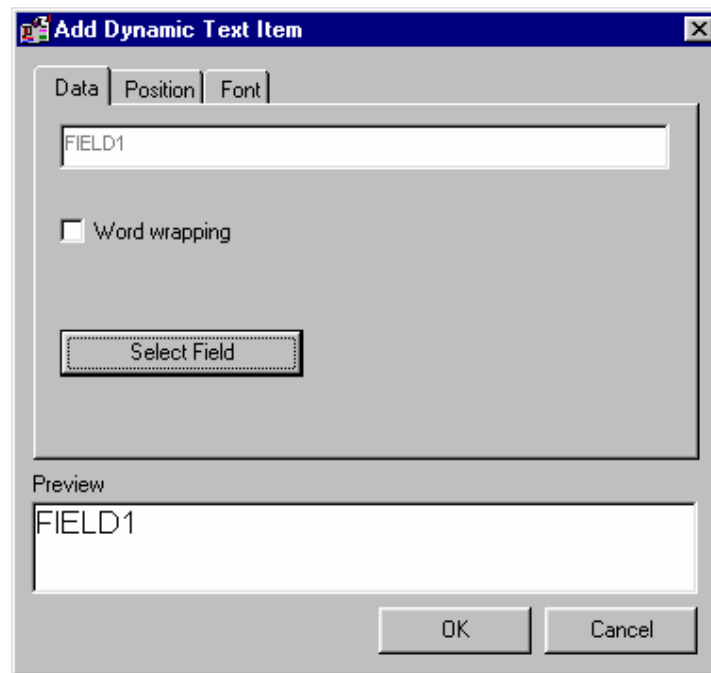 Add Dynamic Text Item
Data Position Font
FIELD1
Word wrapping
Select Field
Preview
FIELD1
OK Cancel